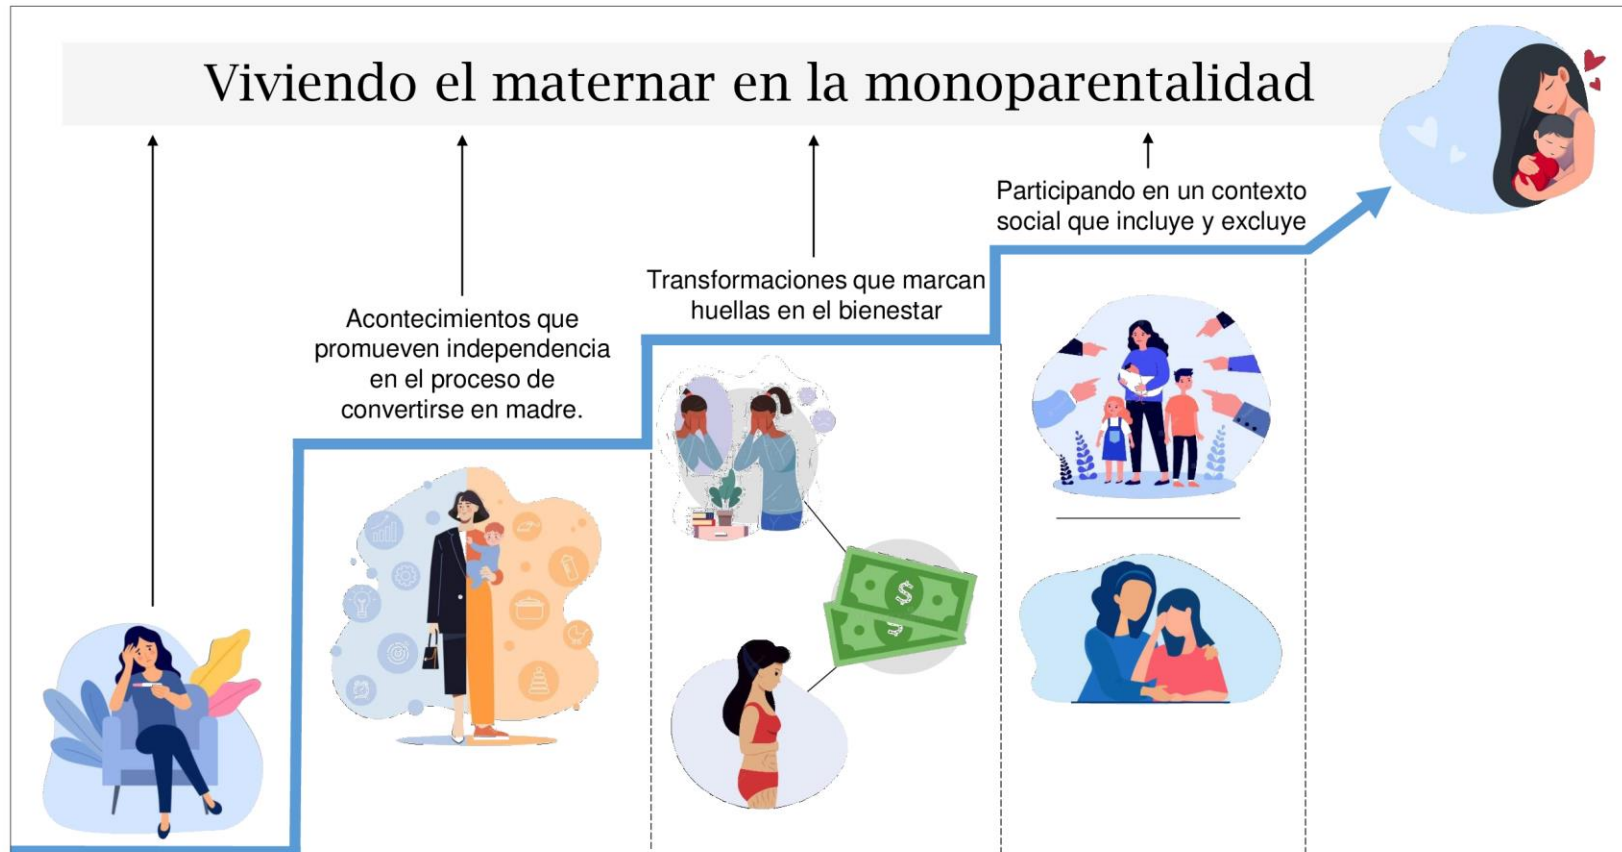 Viviendo el maternar en la monoparentalidad
Participando en un contexto
social que incluye y excluye
Transformaciones que marcan
huellas en el bienestar
Acontecimientos que
promueven independencia
en el proceso de
convertirse en madre.
$
$